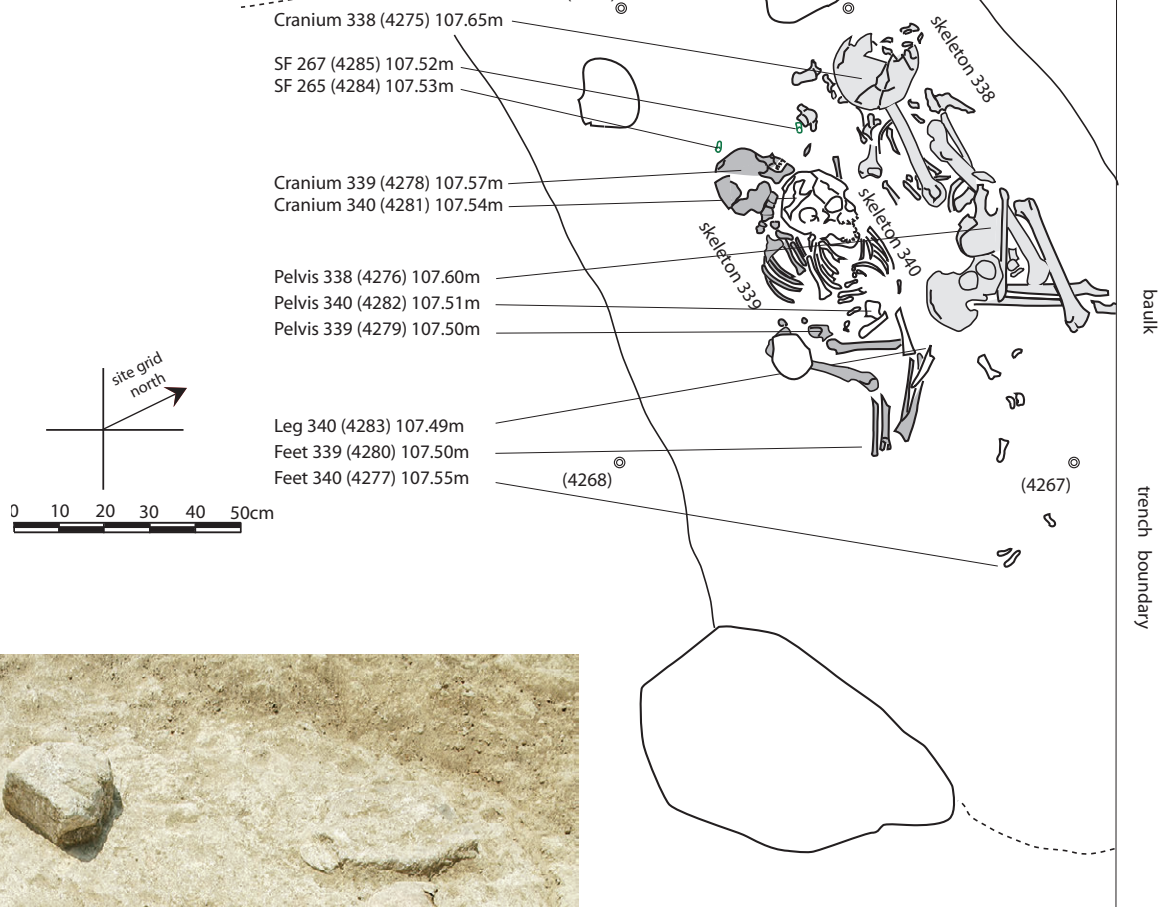 Cranium 338 (4275) 107.65m
SF 267 (4285) 107.52m
SF 265 (4284) 107.53m
Cranium 339 (4278) 107.57m
Cranium 340 (4281) 107.54m
Pelvis 338 (4276) 107.60m
Pelvis 340 (4282) 107.51m
Pelvis 339 (4279) 107.50m
Leg 340 (4283) 107.49m
Feet 339 (4280) 107.50m
Feet 340 (4277) 107.55m
skeleton 338
skeleton 340
skeleton 339
site grid
north
0 10 20 30 40 50cm
(4268)
(4267)
baulk
trench boundary